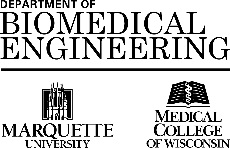 DEPARTMENT OF
BIOMEDICAL
ENGINEERING
MARQUETTE
UNIVERSITY
MEDICAL
COLLEGE
OF WISCONSIN